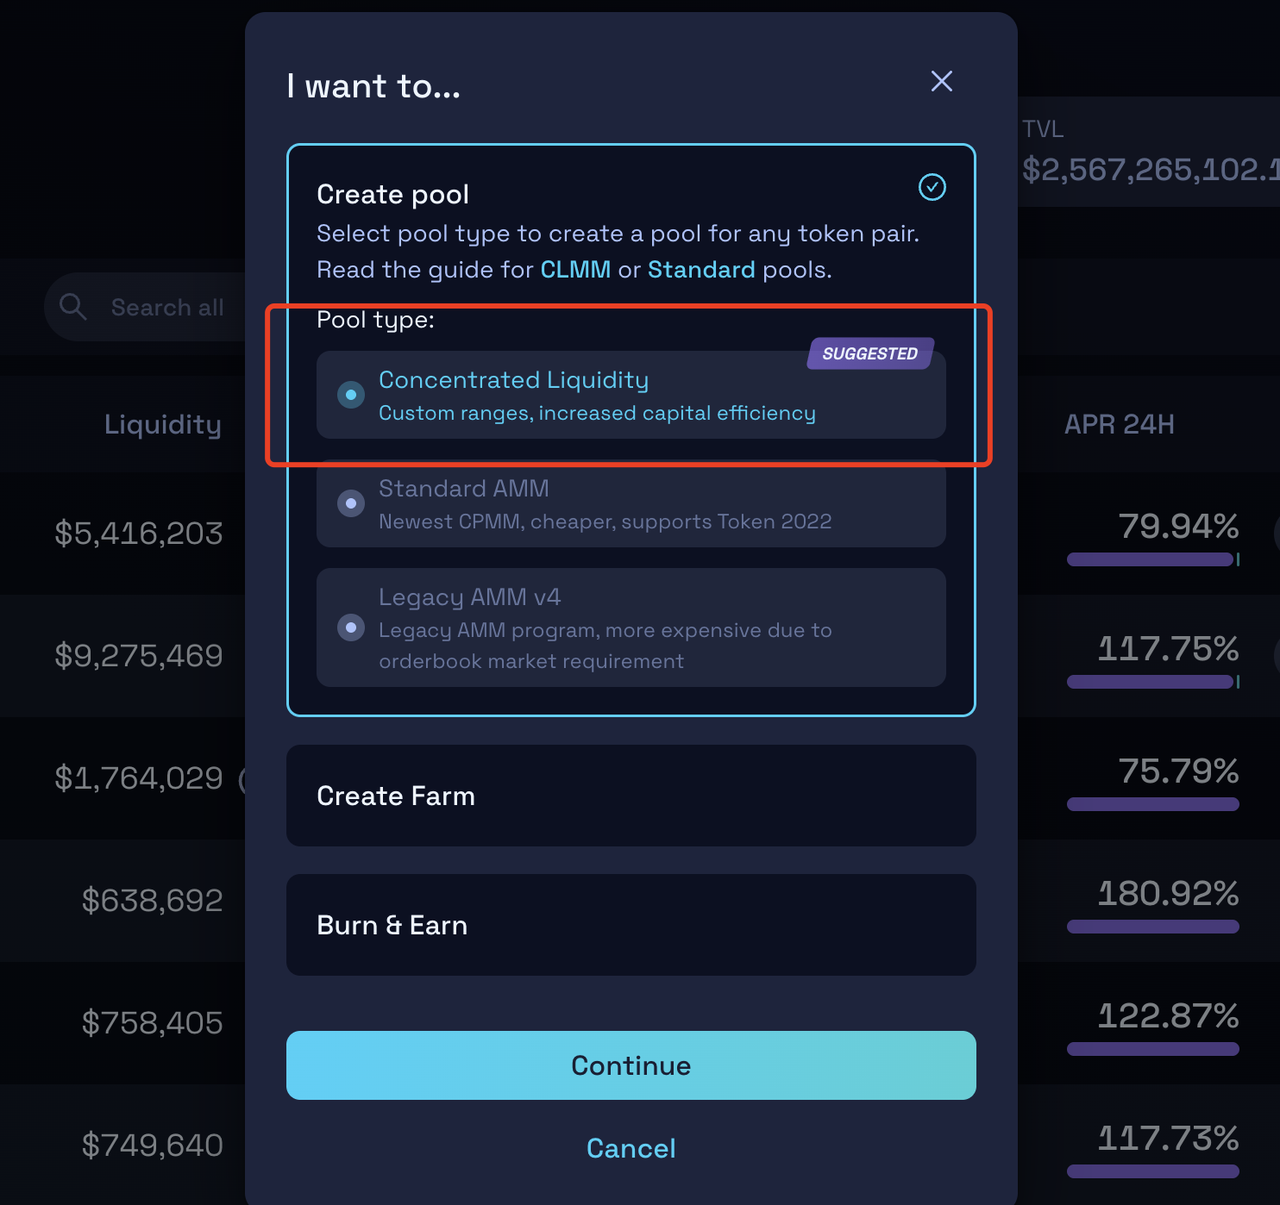 I want to...
TVL
$2,567,265,102.1
Create pool
Select pool type to create a pool for any token pair.
Read the guide for CLMM or Standard pools.
Search all
Pool type:
SUGGESTED
Concentrated Liquidity
Custom ranges, increased capital efficiency
Liquidity
APR 24H
Standard AMM
Newest CPMM, cheaper, supports Token 2022
$5,416,203
79.94%
Legacy AMM v4
Legacy AMM program, more expensive due to
orderbook market requirement
$9,275,469
117.75%
$1,764,029
75.79%
Create Farm
$638,692
180.92%
Burn & Earn
$758,405
122.87%
Continue
$749,640
117.73%
Cancel